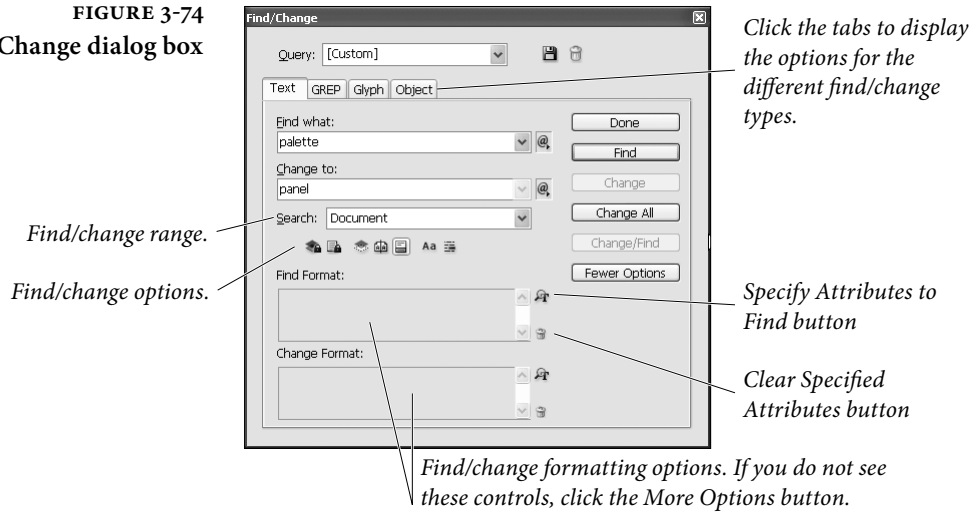 FIGURE 3-74
Change dialog box
Find/Change
Query: [Custom]
Text GREP Glyph Object
Find what:
palette
Change to:
panel
Search: Document
Aa
Find Format:
Change Format:
Done
Find
Change
Change All
Change/Find
Fewer Options
Click the tabs to display
the options for the
different find/change
types.
Find/change range.
Find/change options.
Specify Attributes to
Find button
Clear Specified
Attributes button
Find/change formatting options. If you do not see
these controls, click the More Options button.